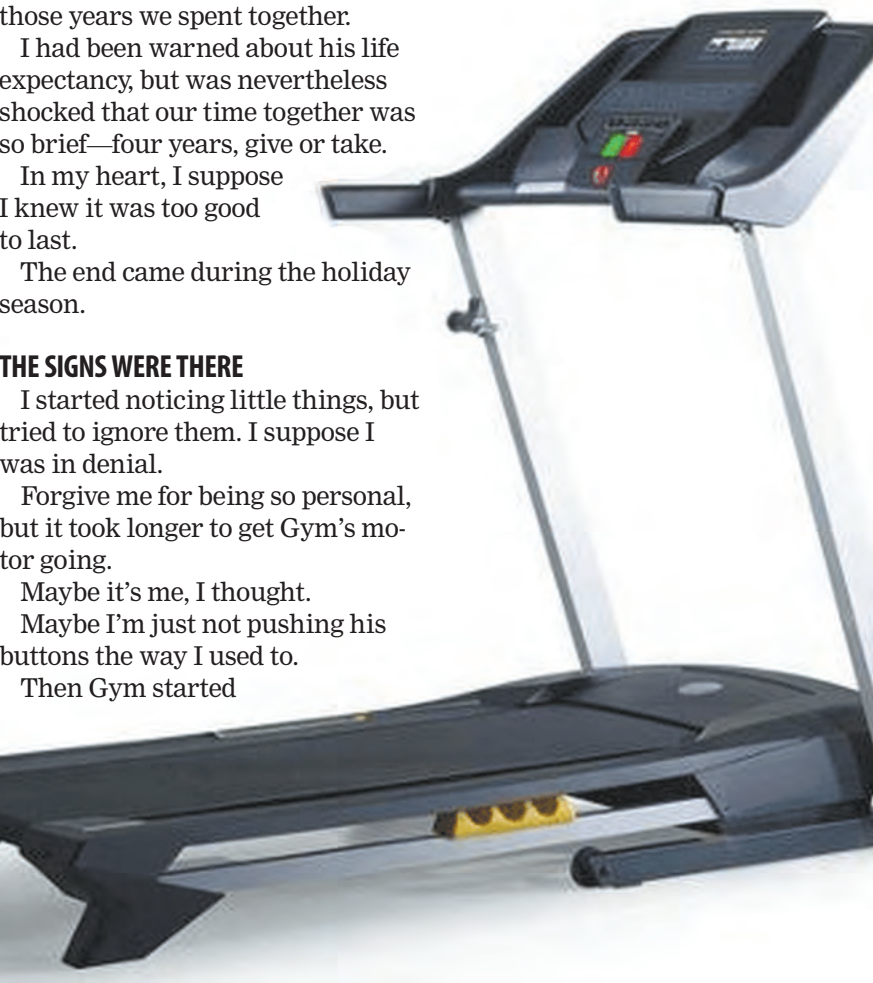 those years we spent together.
I had been warned about his life
expectancy, but was nevertheless
shocked that our time together was
so brief—four years, give or take.
In my heart, I suppose
I knew it was too good
to last.
The end came during the holiday
season.
THE SIGNS WERE THERE
I started noticing little things, but
tried to ignore them. I suppose I
was in denial.
Forgive me for being so personal,
but it took longer to get Gym’s mo-
tor going.
Maybe it’s me, I thought.
Maybe I’m just not pushing his
buttons the way I used to.
Then Gym started